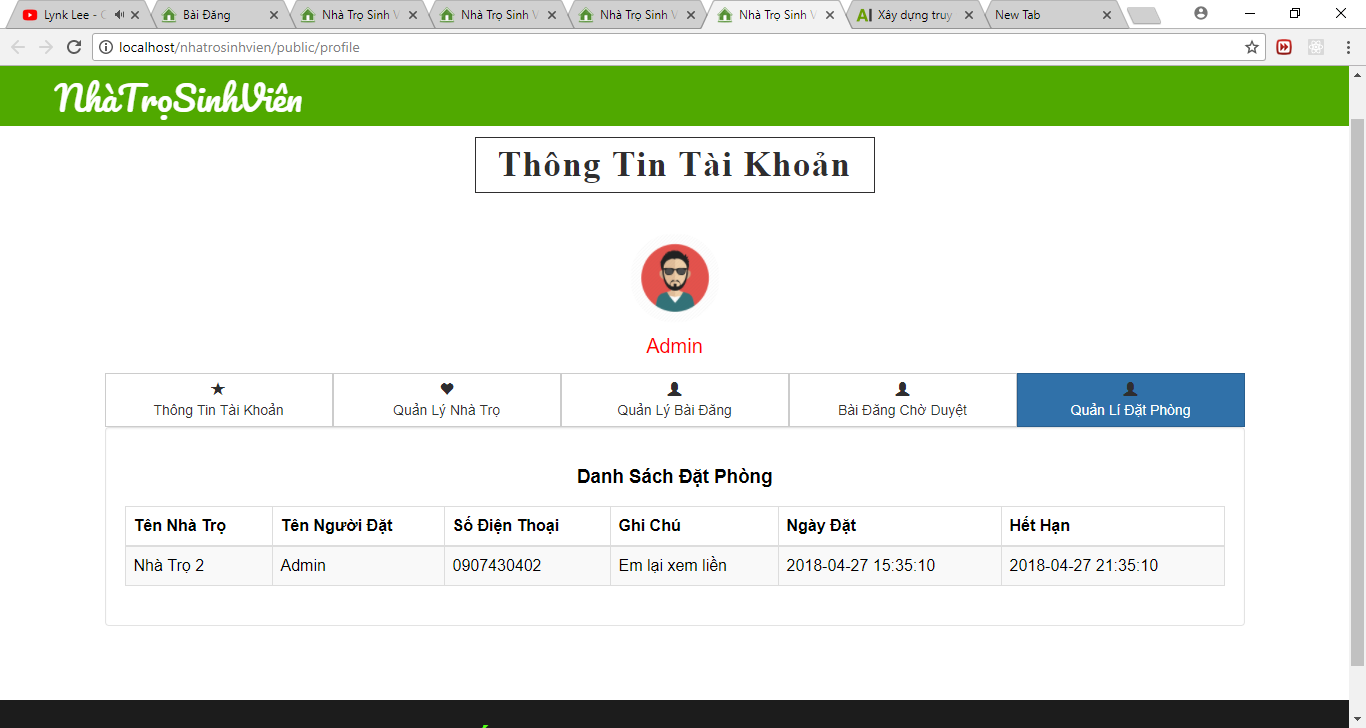 Lynk Lee - Bài Đăng Nhà Trọ Sinh V Nhà Trọ Sinh V Nhà Trọ Sinh V Nhà Trọ Sinh V Xây dựng truy New Tab
localhost/nhatrosinhvien/public/profile
NhàTrọSinhViên
Thông Tin Tài Khoản
Admin
Thông Tin Tài Khoản Quản Lý Nhà Trọ Quản Lý Bài Đăng Bài Đăng Chờ Duyệt Quản Lí Đặt Phòng
Danh Sách Đặt Phòng
Tên Nhà Trọ Tên Người Đặt Số Điện Thoại Ghi Chú Ngày Đặt Hết Hạn
Nhà Trọ 2 Admin 0907430402 Em lại xem liền 2018-04-27 15:35:10 2018-04-27 21:35:10